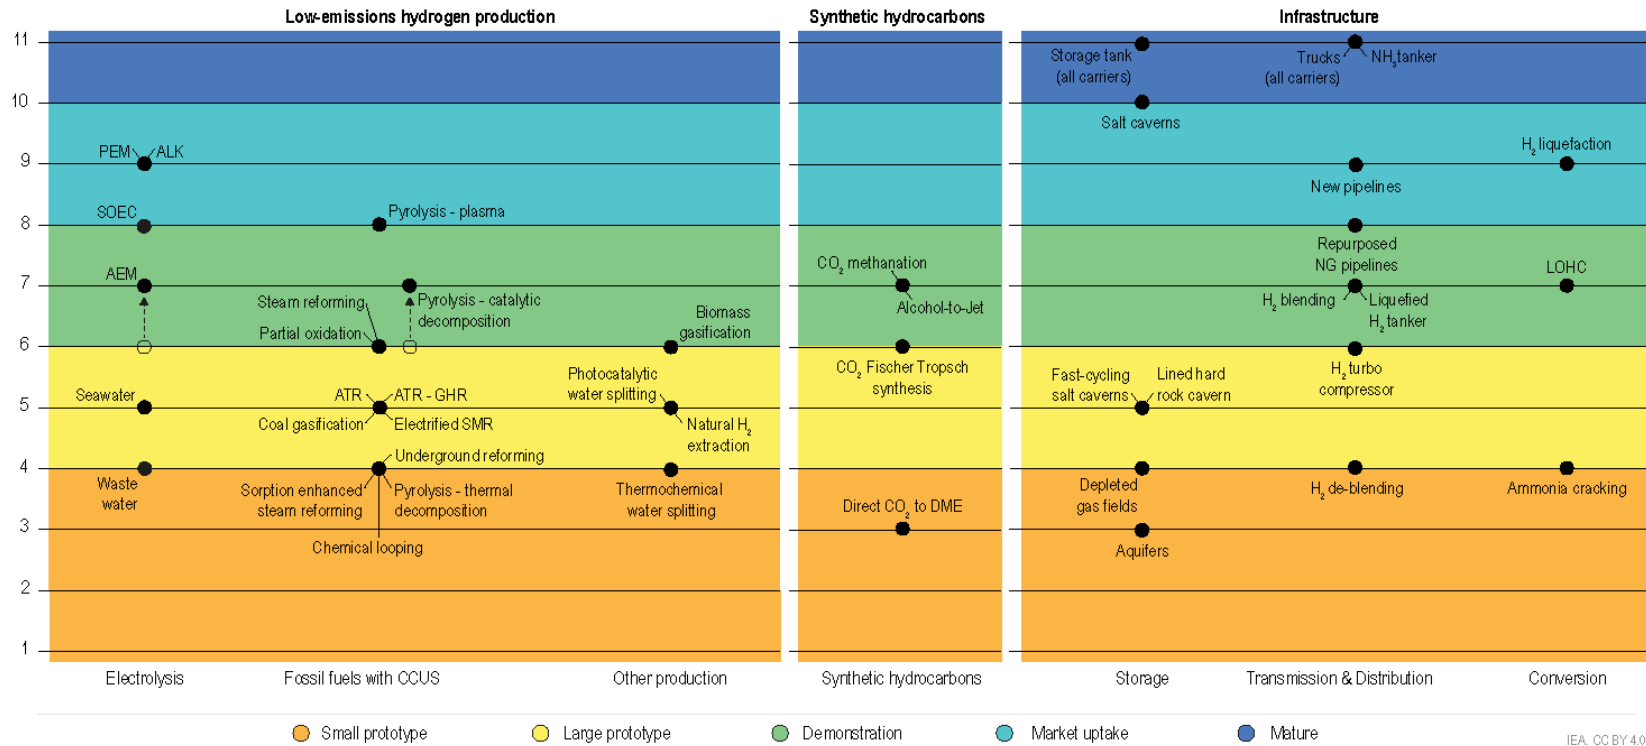 Low-emissions hydrogen production
Synthetic hydrocarbons
Infrastructure
11
10
9
8
7
6
5
4
3
2
1
PEM
ALK
SOEC
AEM
Seawater
Waste
water
Pyrolysis - plasma
Steam reforming
Partial oxidation
Pyrolysis - catalytic
decomposition
ATR
ATR - GHR
Coal gasification
Electrified SMR
Underground reforming
Sorption enhanced
steam reforming
Pyrolysis - thermal
decomposition
Chemical looping
Biomass
gasification
Photocatalytic
water splitting
Natural H₂
extraction
Thermochemical
water splitting
CO₂ methanation
Alcohol-to-Jet
CO₂ Fischer Tropsch
synthesis
Direct CO₂ to DME
Storage tank
(all carriers)
Salt caverns
Fast-cycling
salt caverns
Lined hard
rock cavern
Depleted
gas fields
Aquifers
Trucks
(all carriers)
NH₃ tanker
New pipelines
Repurposed
NG pipelines
H₂ blending
Liquefied
H₂ tanker
H₂ turbo
compressor
H₂ de-blending
H₂ liquefaction
LOHC
Ammonia cracking
Electrolysis
Fossil fuels with CCUS
Other production
Synthetic hydrocarbons
Storage
Transmission & Distribution
Conversion
Small prototype
Large prototype
Demonstration
Market uptake
Mature
IEA. CC BY 4.0